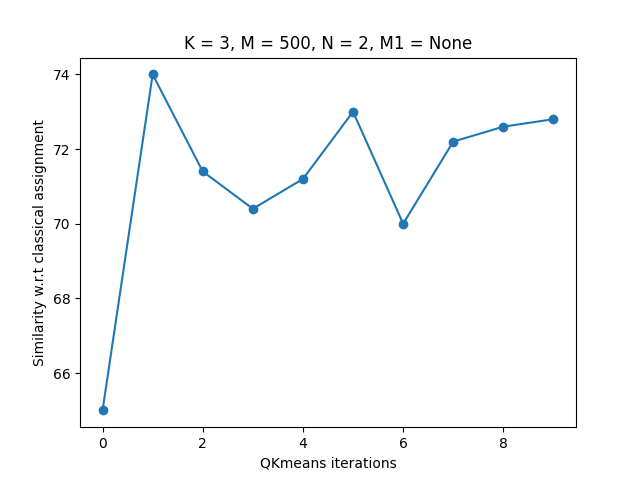 K = 3, M = 500, N = 2, M1 = None
Similarity w.r.t classical assignment
74
72
70
68
66
0 2 4 6 8
QKmeans iterations